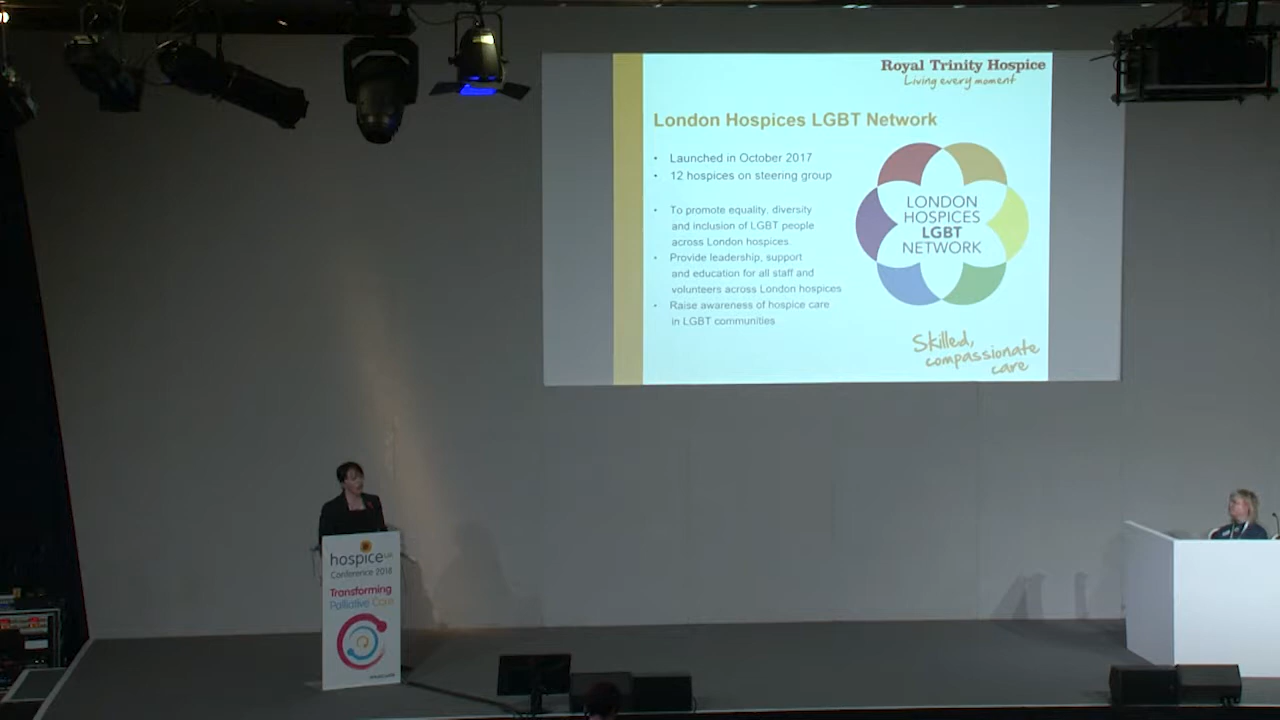 Royal Trinity Hospice
Living every moment
London Hospices LGBT Network
• Launched in October 2017
• 12 hospices on steering group
• To promote equality, diversity
and inclusion of LGBT people
across London hospices.
• Provide leadership, support
and education for all staff and
volunteers across London hospices
• Raise awareness of hospice care
in LGBT communities
LONDON
HOSPICES
LGBT
NETWORK
Skilled,
compassionate
care
hospice UK
Conference 2018
Transforming
Palliative Care